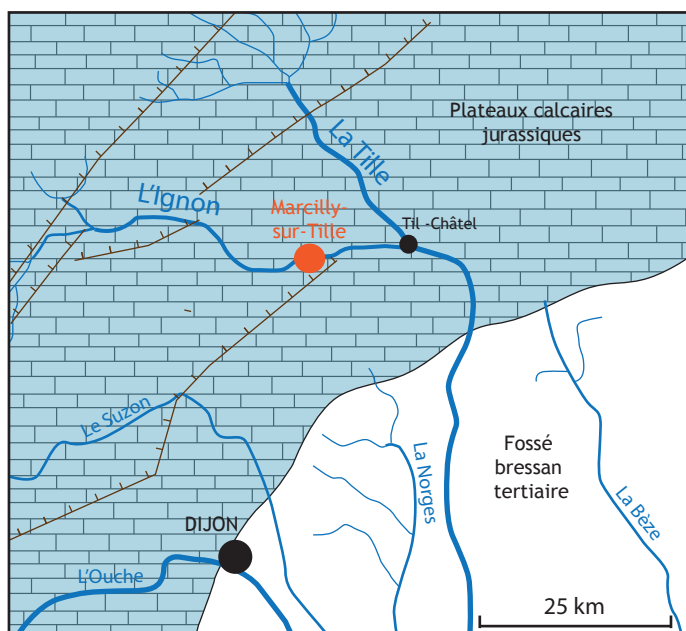 Plateaux calcaires
jurassiques
La Tille
L'Ignon
Marcilly-
sur-Tille
Til -Châtel
Le Suzon
La Norges
Fossé
bressan
tertiaire
La Bèze
DIJON
L'Ouche
25 km